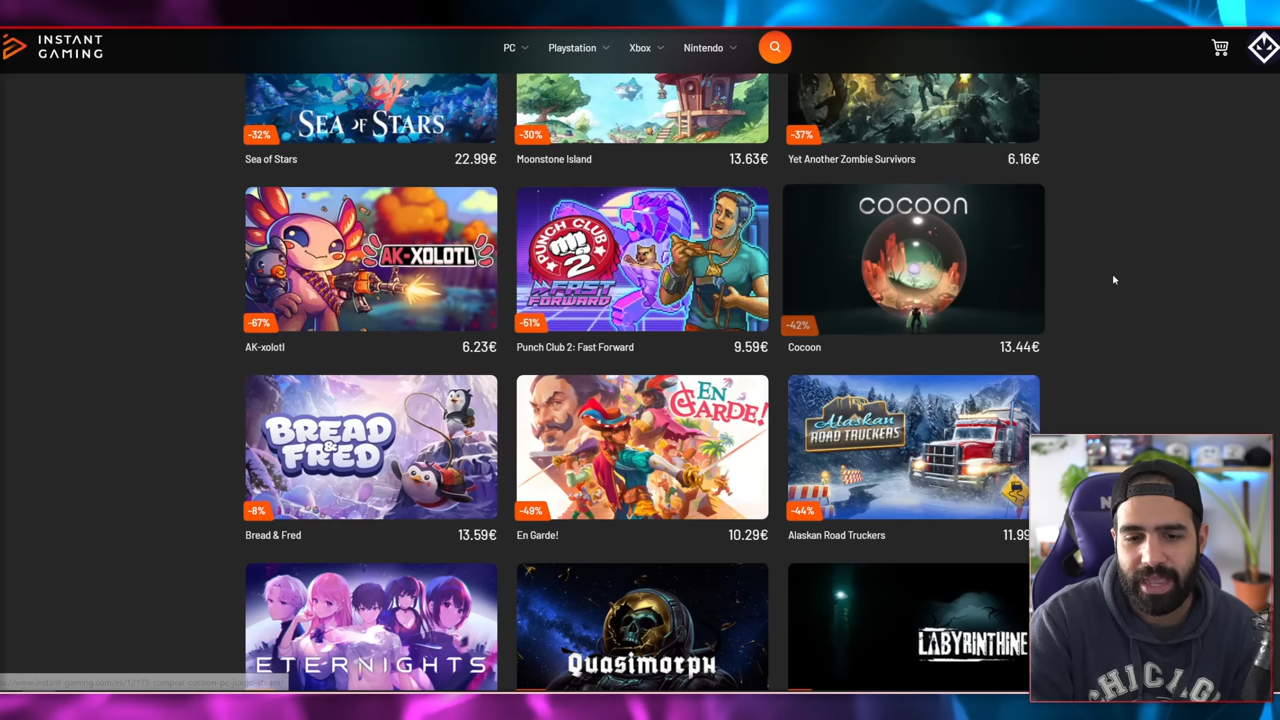 INSTANT
GAMING
PC
Playstation
Xbox
Nintendo
SEA OF STARS
-32%
-30%
-37%
Sea of Stars
22.99€
Moonstone Island
13.63€
Yet Another Zombie Survivors
6.16€
AK-XOLOTL
PUNCH CLUB
2
FAST
FORWARD
COCOON
-67%
-51%
-42%
AK-xolotl
6.23€
Punch Club 2: Fast Forward
9.59€
Cocoon
13.44€
BREAD
&
FRED
EN
GARDE!
Alaskan
ROAD TRUCKERS
-8%
-49%
-44%
Bread & Fred
13.59€
En Garde!
10.29€
Alaskan Road Truckers
11.99
ETERNIGHTS
Quasimorph
LABYRINTHINE
CHICAG